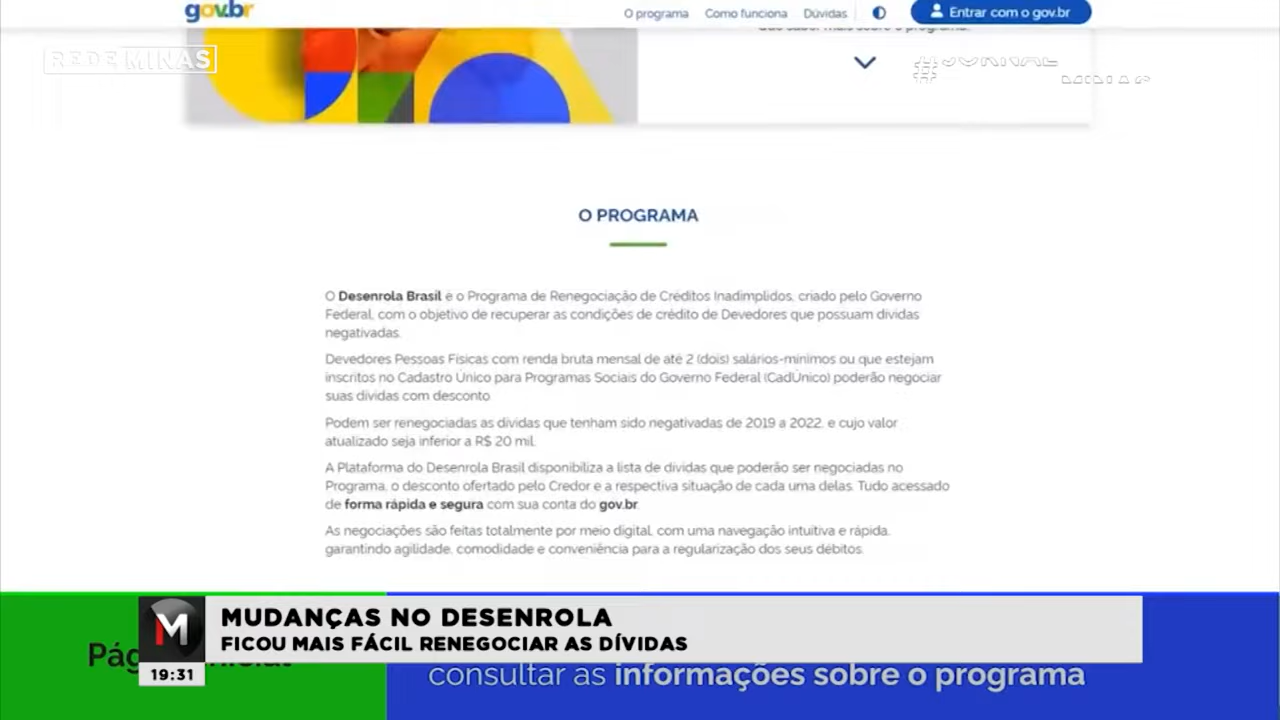 gov.br
O programa Como funciona Dúvidas Entrar com o gov.br
REDE MINAS
que saber mais sobre o programa.
#JORNAL
MINAS
O PROGRAMA
O Desenrola Brasil é o Programa de Renegociação de Créditos Inadimplidos, criado pelo Governo
Federal, com o objetivo de recuperar as condições de crédito de Devedores que possuam dívidas
negativadas.
Devedores Pessoas Físicas com renda bruta mensal de até 2 (dois) salários-mínimos ou que estejam
inscritos no Cadastro Único para Programas Sociais do Governo Federal (CadÚnico) poderão negociar
suas dívidas com desconto.
Podem ser renegociadas as dívidas que tenham sido negativadas de 2019 a 2022, e cujo valor
atualizado seja inferior a R$ 20 mil.
A Plataforma do Desenrola Brasil disponibiliza a lista de dívidas que poderão ser negociadas no
Programa, o desconto ofertado pelo Credor e a respectiva situação de cada uma delas. Tudo acessado
de forma rápida e segura com sua conta do gov.br.
As negociações são feitas totalmente por meio digital, com uma navegação intuitiva e rápida,
garantindo agilidade, comodidade e conveniência para a regularização dos seus débitos.
M
MUDANÇAS NO DESENROLA
FICOU MAIS FÁCIL RENEGOCIAR AS DÍVIDAS
19:31
consultar as informações sobre o programa